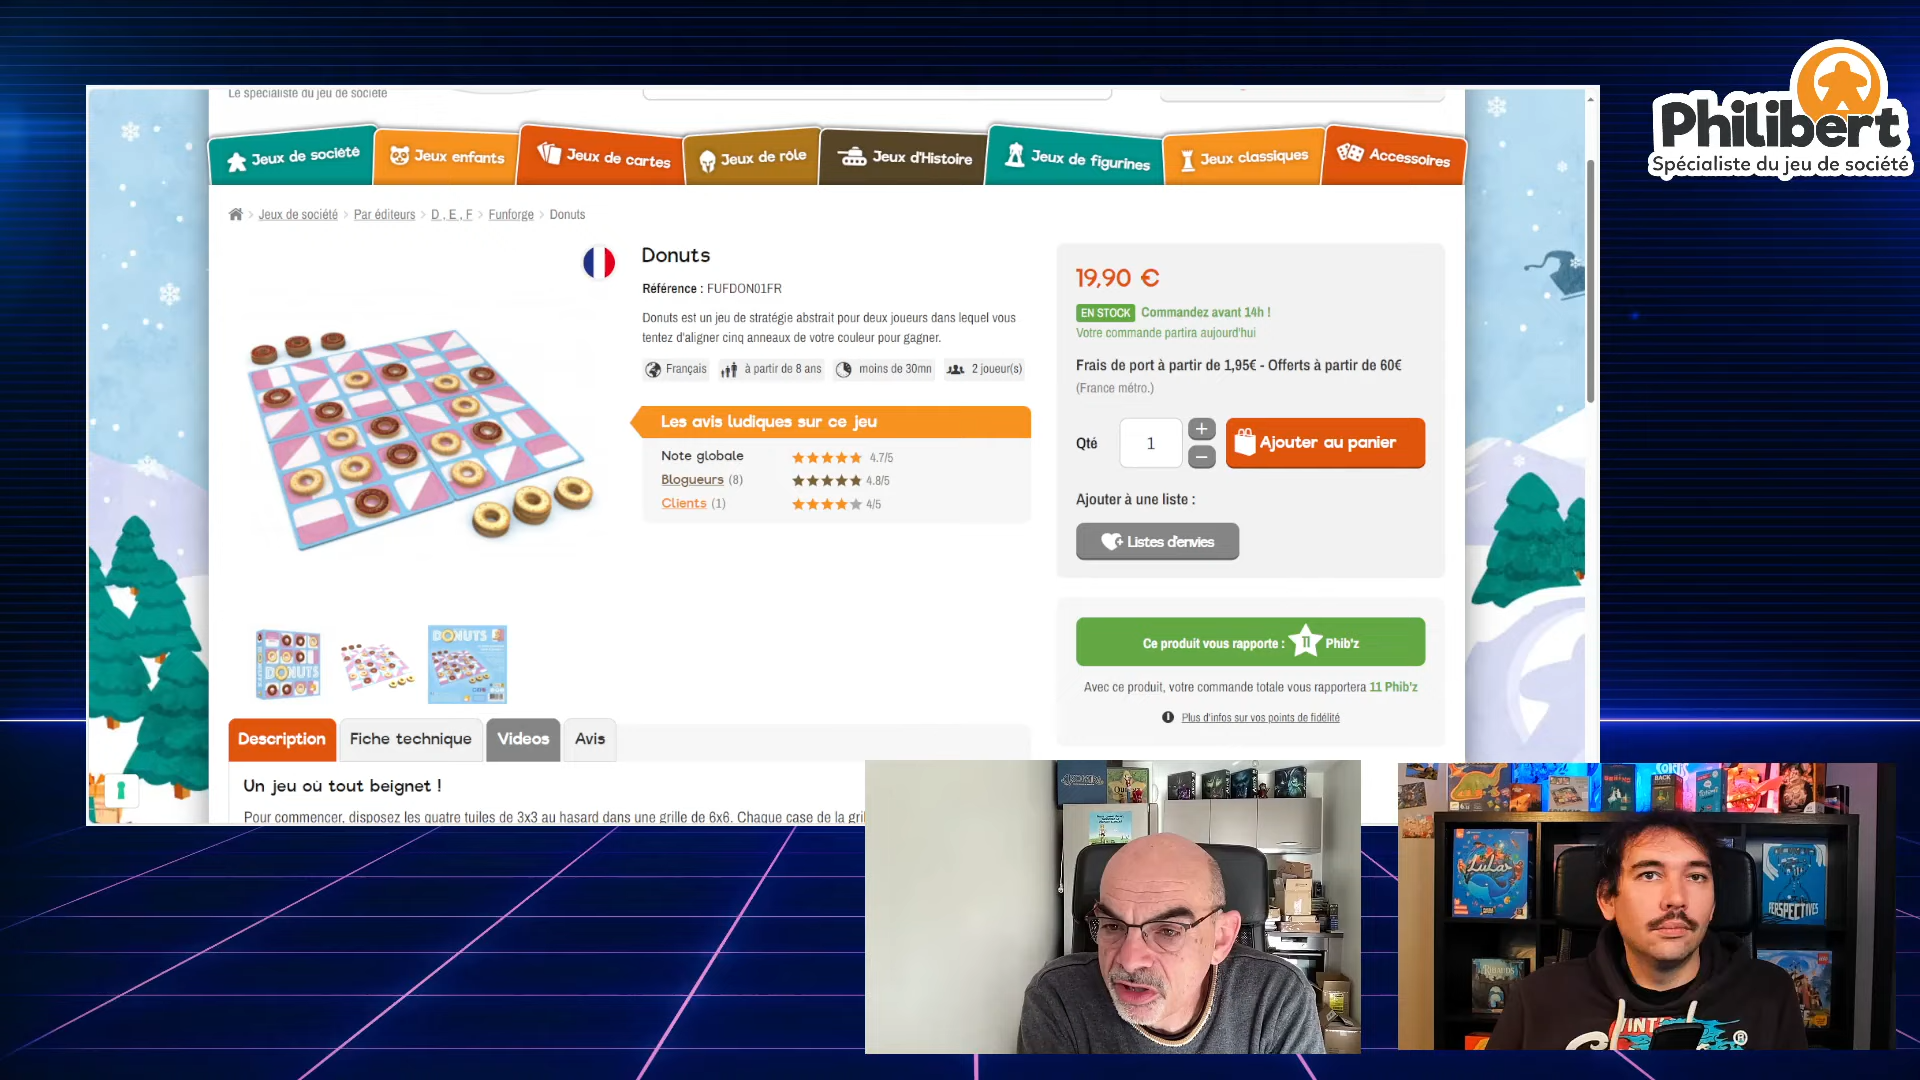 Philibert
Spécialiste du jeu de société
Le spécialiste du jeu de société
Jeux de société
Jeux enfants
Jeux de cartes
Jeux de rôle
Jeux d'Histoire
Jeux de figurines
Jeux classiques
Accessoires
Jeux de société > Par éditeurs > D , E , F > Funforge > Donuts
Donuts
Référence : FUFDON01FR
Donuts est un jeu de stratégie abstrait pour deux joueurs dans lequel vous
tentez d'aligner cinq anneaux de votre couleur pour gagner.
Français
à partir de 8 ans
moins de 30mn
2 joueur(s)
Les avis ludiques sur ce jeu
Note globale 4.7/5
Blogueurs (8) 4.8/5
Clients (1) 4/5
19,90 €
EN STOCK Commandez avant 14h !
Votre commande partira aujourd'hui
Frais de port à partir de 1,95€ - Offerts à partir de 60€
(France métro.)
Qté 1 + − Ajouter au panier
Ajouter à une liste :
Listes d'envies
Ce produit vous rapporte : 11 Phib'z
Avec ce produit, votre commande totale vous rapportera 11 Phib'z
Plus d'infos sur vos points de fidélité
DONUTS
DONUTS
Description
Fiche technique
Videos
Avis
Un jeu où tout beignet !
Pour commencer, disposez les quatre tuiles de 3x3 au hasard dans une grille de 6x6. Chaque case de la gri
Lula
PERSPECTIVES